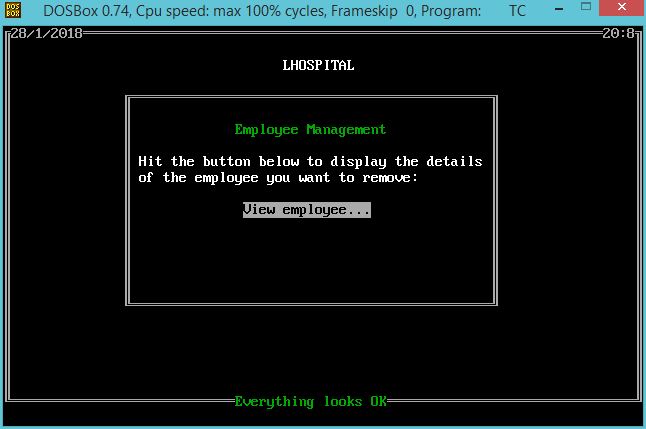 DOSBox 0.74, Cpu speed: max 100% cycles, Frameskip 0, Program: TC
28/1/2018 20:8
LHOSPITAL
Employee Management
Hit the button below to display the details
of the employee you want to remove:
View employee...
Everything looks OK